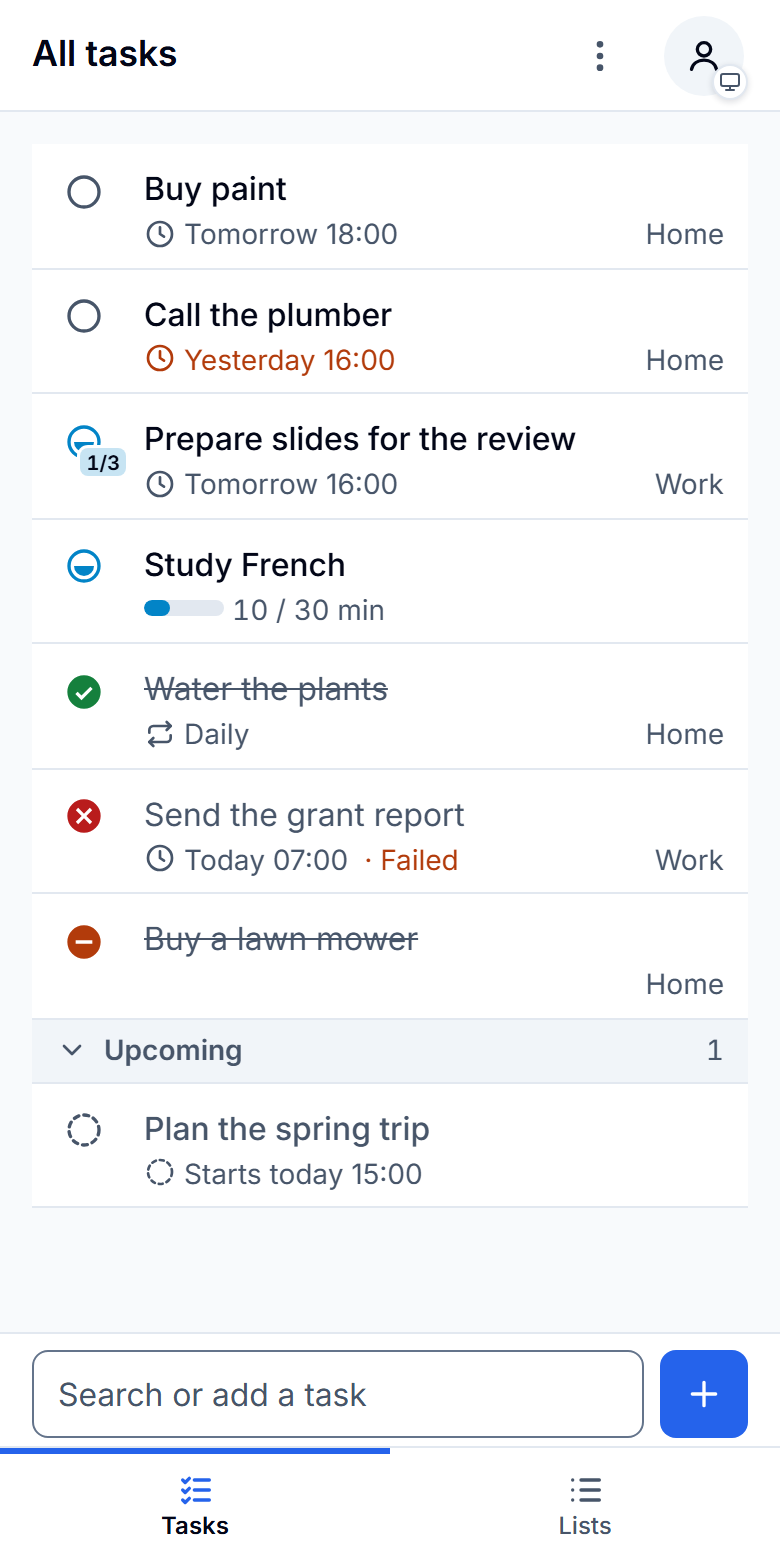 All tasks
Buy paint
Tomorrow 18:00 Home
Call the plumber
Yesterday 16:00 Home
Prepare slides for the review
1/3
Tomorrow 16:00 Work
Study French
10 / 30 min
Water the plants
Daily Home
Send the grant report
Today 07:00 · Failed Work
Buy a lawn mower
Home
Upcoming 1
Plan the spring trip
Starts today 15:00
Search or add a task
Tasks Lists